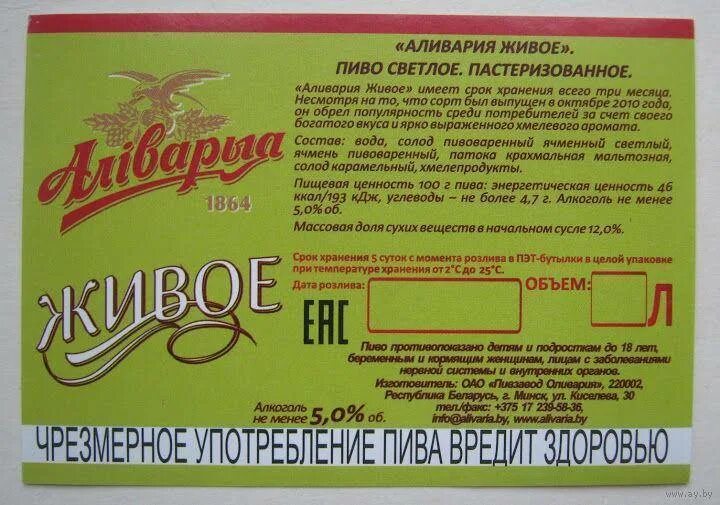 Аліварыа
1864
ЖИВОЕ
Алкоголь
не менее 5,0% об.
«АЛИВАРИЯ ЖИВОЕ».
ПИВО СВЕТЛОЕ. ПАСТЕРИЗОВАННОЕ.
«Аливария Живое» имеет срок хранения всего три месяца.
Несмотря на то, что сорт был выпущен в октябре 2010 года,
он обрел популярность среди потребителей за счет своего
богатого вкуса и ярко выраженного хмелевого аромата.
Состав: вода, солод пивоваренный ячменный светлый,
ячмень пивоваренный, патока крахмальная мальтозная,
солод карамельный, хмелепродукты.
Пищевая ценность 100 г пива: энергетическая ценность 46
ккал/193 кДж, углеводы – не более 4,7 г. Алкоголь не менее
5,0% об.
Массовая доля сухих веществ в начальном сусле 12,0%.
Срок хранения 5 суток с момента розлива в ПЭТ-бутылки в целой упаковке
при температуре хранения от 2°С до 25°С.
Дата розлива:
ОБЪЕМ:
Л
EAC
Пиво противопоказано детям и подросткам до 18 лет,
беременным и кормящим женщинам, лицам с заболеваниями
нервной системы и внутренних органов.
Изготовитель: ОАО «Пивзавод Оливария», 220002,
Республика Беларусь, г. Минск, ул. Киселева, 30
тел./факс: +375 17 239-58-36,
info@alivaria.by, www.alivaria.by
ЧРЕЗМЕРНОЕ УПОТРЕБЛЕНИЕ ПИВА ВРЕДИТ ЗДОРОВЬЮ
www.ay.by